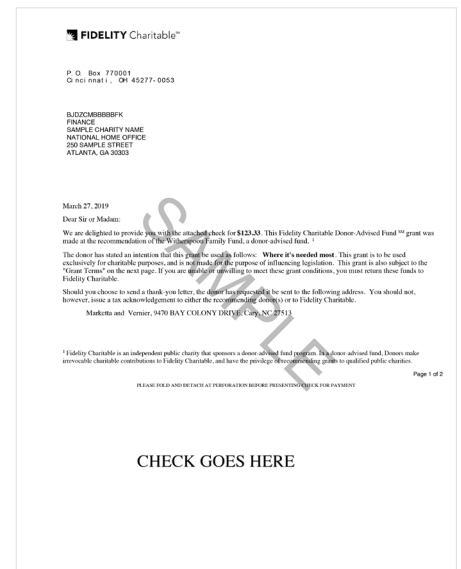 FIDELITY Charitable℠
P. O. Box 770001
Cincinnati, OH 45277-0053
BJDZCMBBBBBFK
FINANCE
SAMPLE CHARITY NAME
NATIONAL HOME OFFICE
250 SAMPLE STREET
ATLANTA, GA 30303
March 27, 2019
Dear Sir or Madam:
We are delighted to provide you with the attached check for $123.33. This Fidelity Charitable Donor-Advised Fund ℠ grant was
made at the recommendation of the Witherspoon Family Fund, a donor-advised fund. ¹
The donor has stated an intention that this grant be used as follows: Where it's needed most. This grant is to be used
exclusively for charitable purposes, and is not made for the purpose of influencing legislation. This grant is also subject to the
"Grant Terms" on the next page. If you are unable or unwilling to meet these grant conditions, you must return these funds to
Fidelity Charitable.
Should you choose to send a thank-you letter, the donor has requested it be sent to the following address. You should not,
however, issue a tax acknowledgement to either the recommending donor(s) or to Fidelity Charitable.
Marketta and Vernier, 9470 BAY COLONY DRIVE, Cary, NC 27513
¹ Fidelity Charitable is an independent public charity that sponsors a donor-advised fund program. In a donor-advised fund, Donors make
irrevocable charitable contributions to Fidelity Charitable, and have the privilege of recommending grants to qualified public charities.
Page 1 of 2
PLEASE FOLD AND DETACH AT PERFORATION BEFORE PRESENTING CHECK FOR PAYMENT
CHECK GOES HERE
SAMPLE